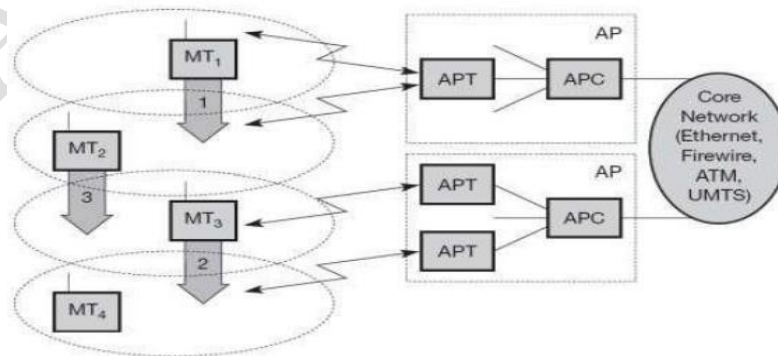 MT₁
AP
APT
APC
1
Core
Network
(Ethernet,
Firewire,
ATM,
UMTS)
MT₂
3
AP
APT
MT₃
APC
2
APT
MT₄